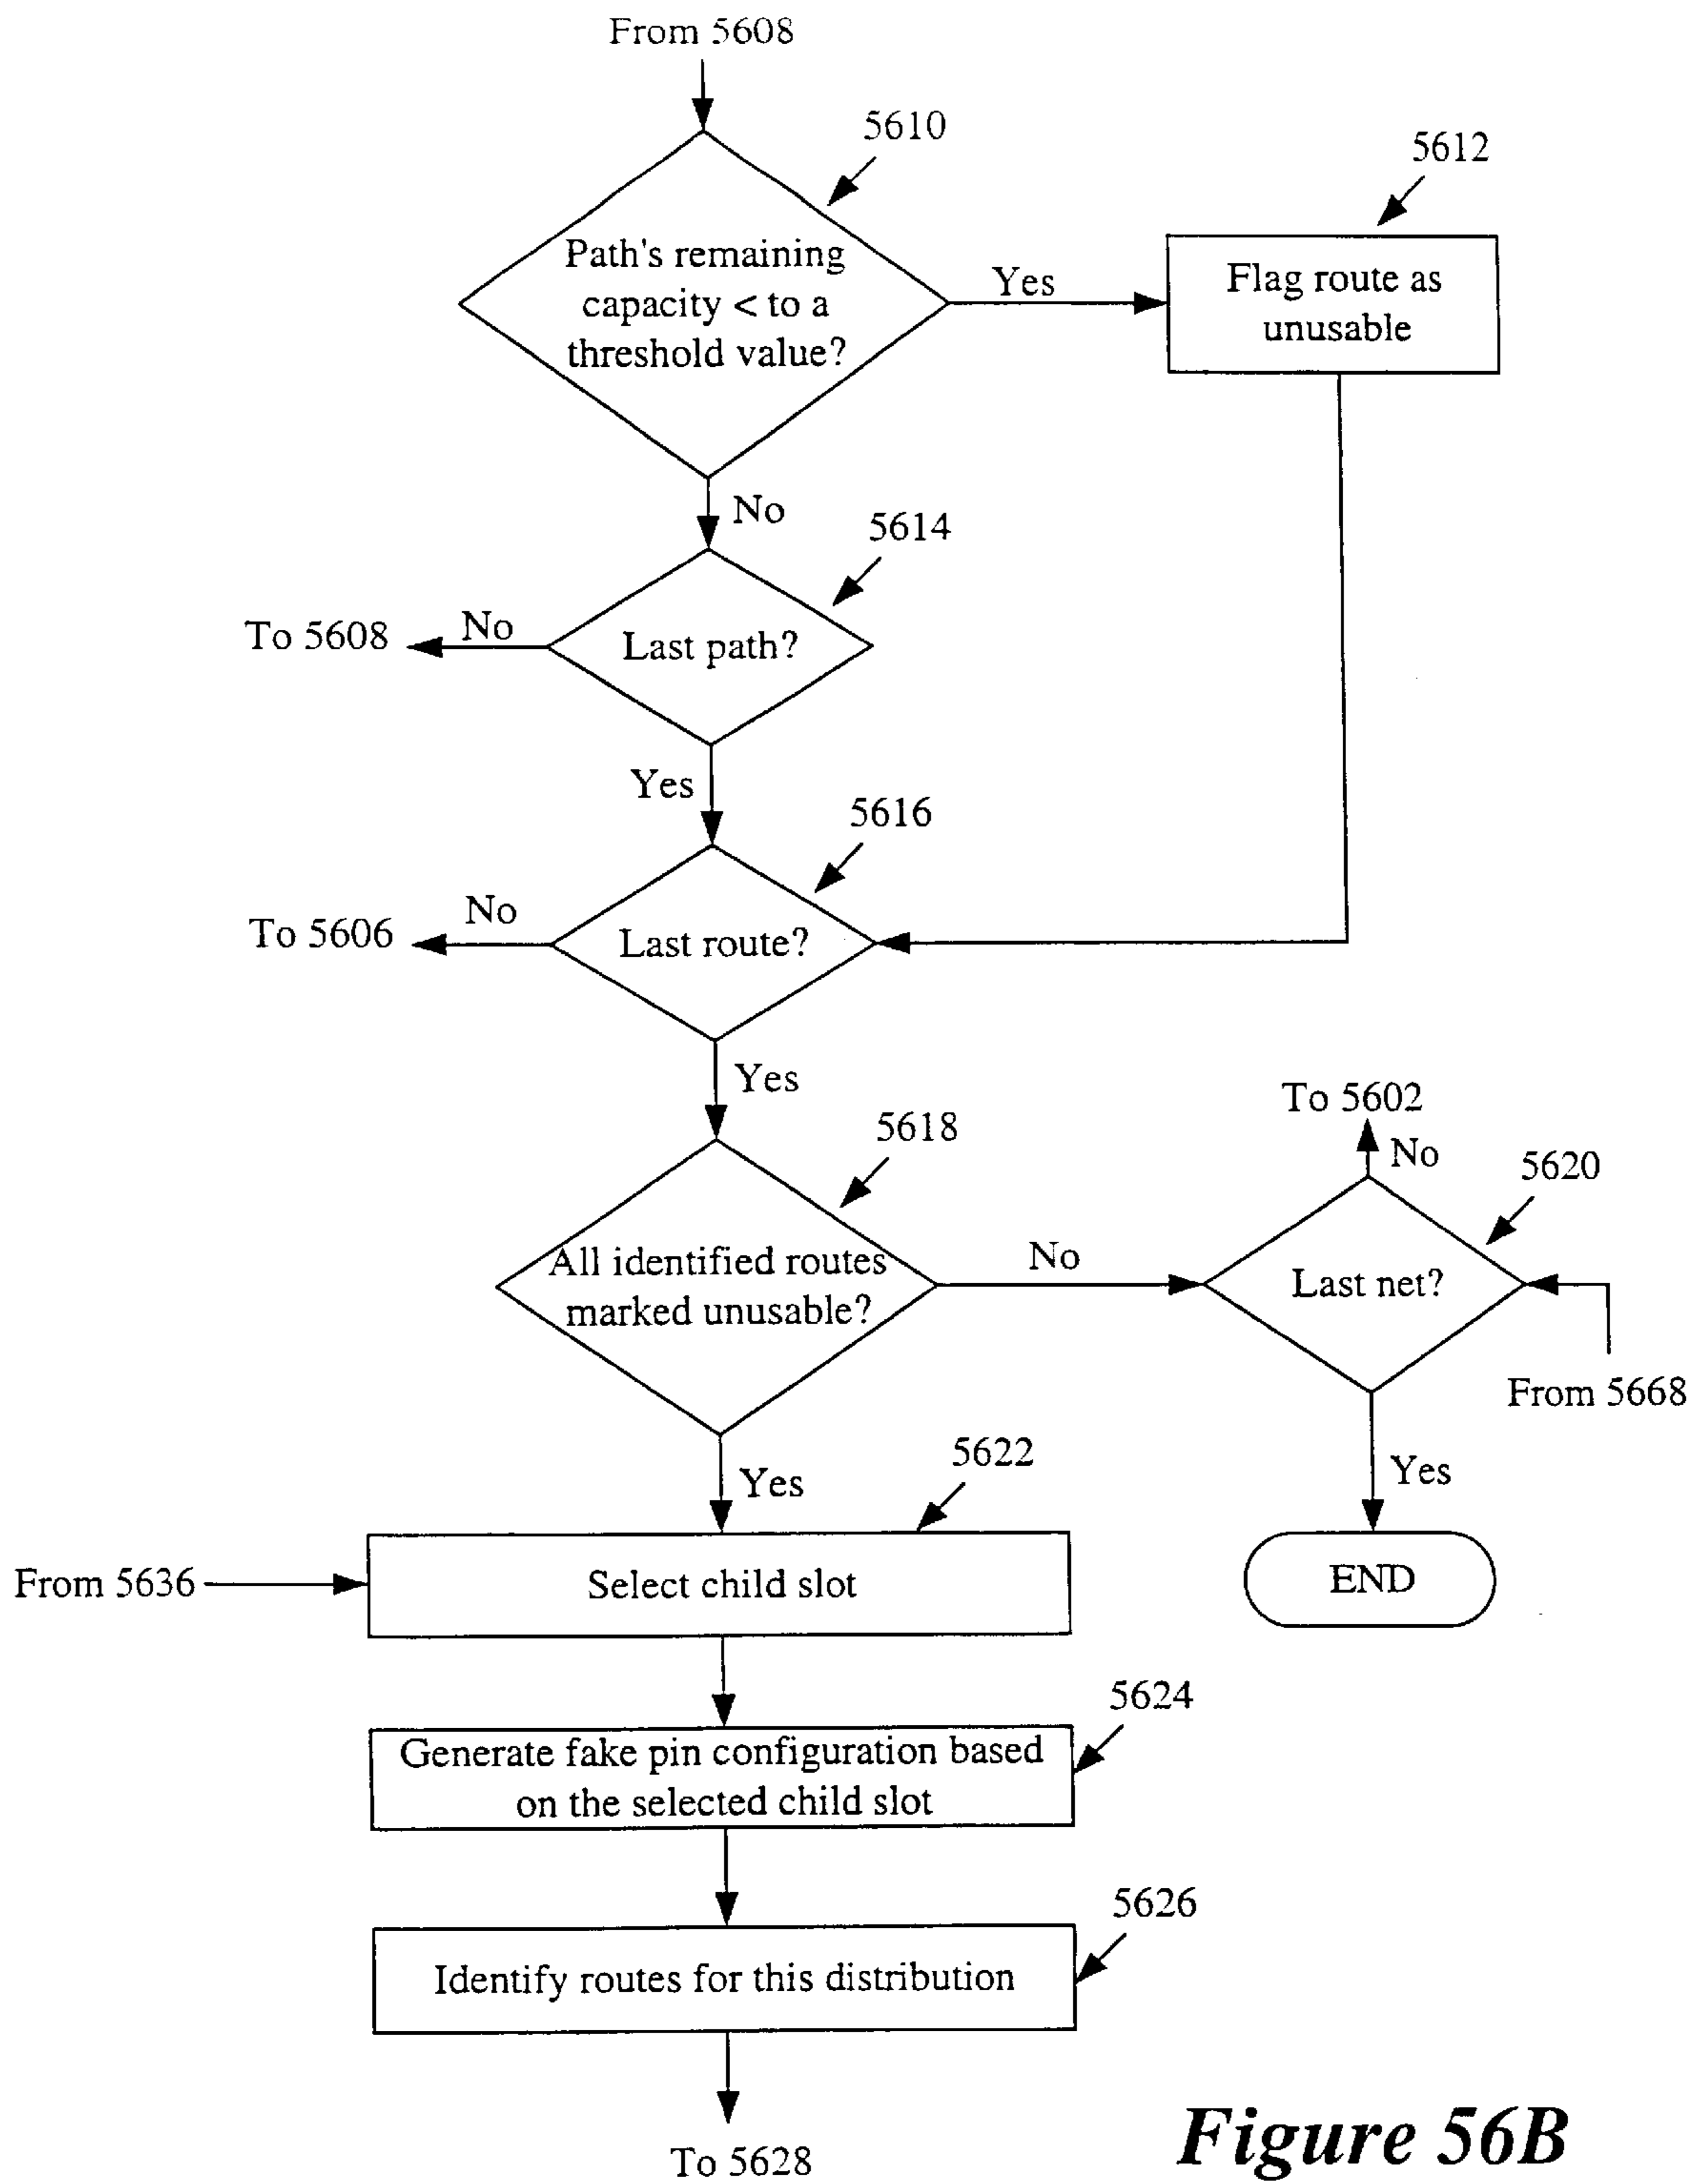 From 5608
5610
5612
Path's remaining
capacity < to a
threshold value?
Yes
Flag route as
unusable
No
5614
To 5608
No
Last path?
Yes
5616
To 5606
No
Last route?
Yes
5618
To 5602
No
5620
All identified routes
marked unusable?
No
Last net?
From 5668
Yes
5622
Yes
From 5636
Select child slot
END
5624
Generate fake pin configuration based
on the selected child slot
5626
Identify routes for this distribution
To 5628
Figure 56B